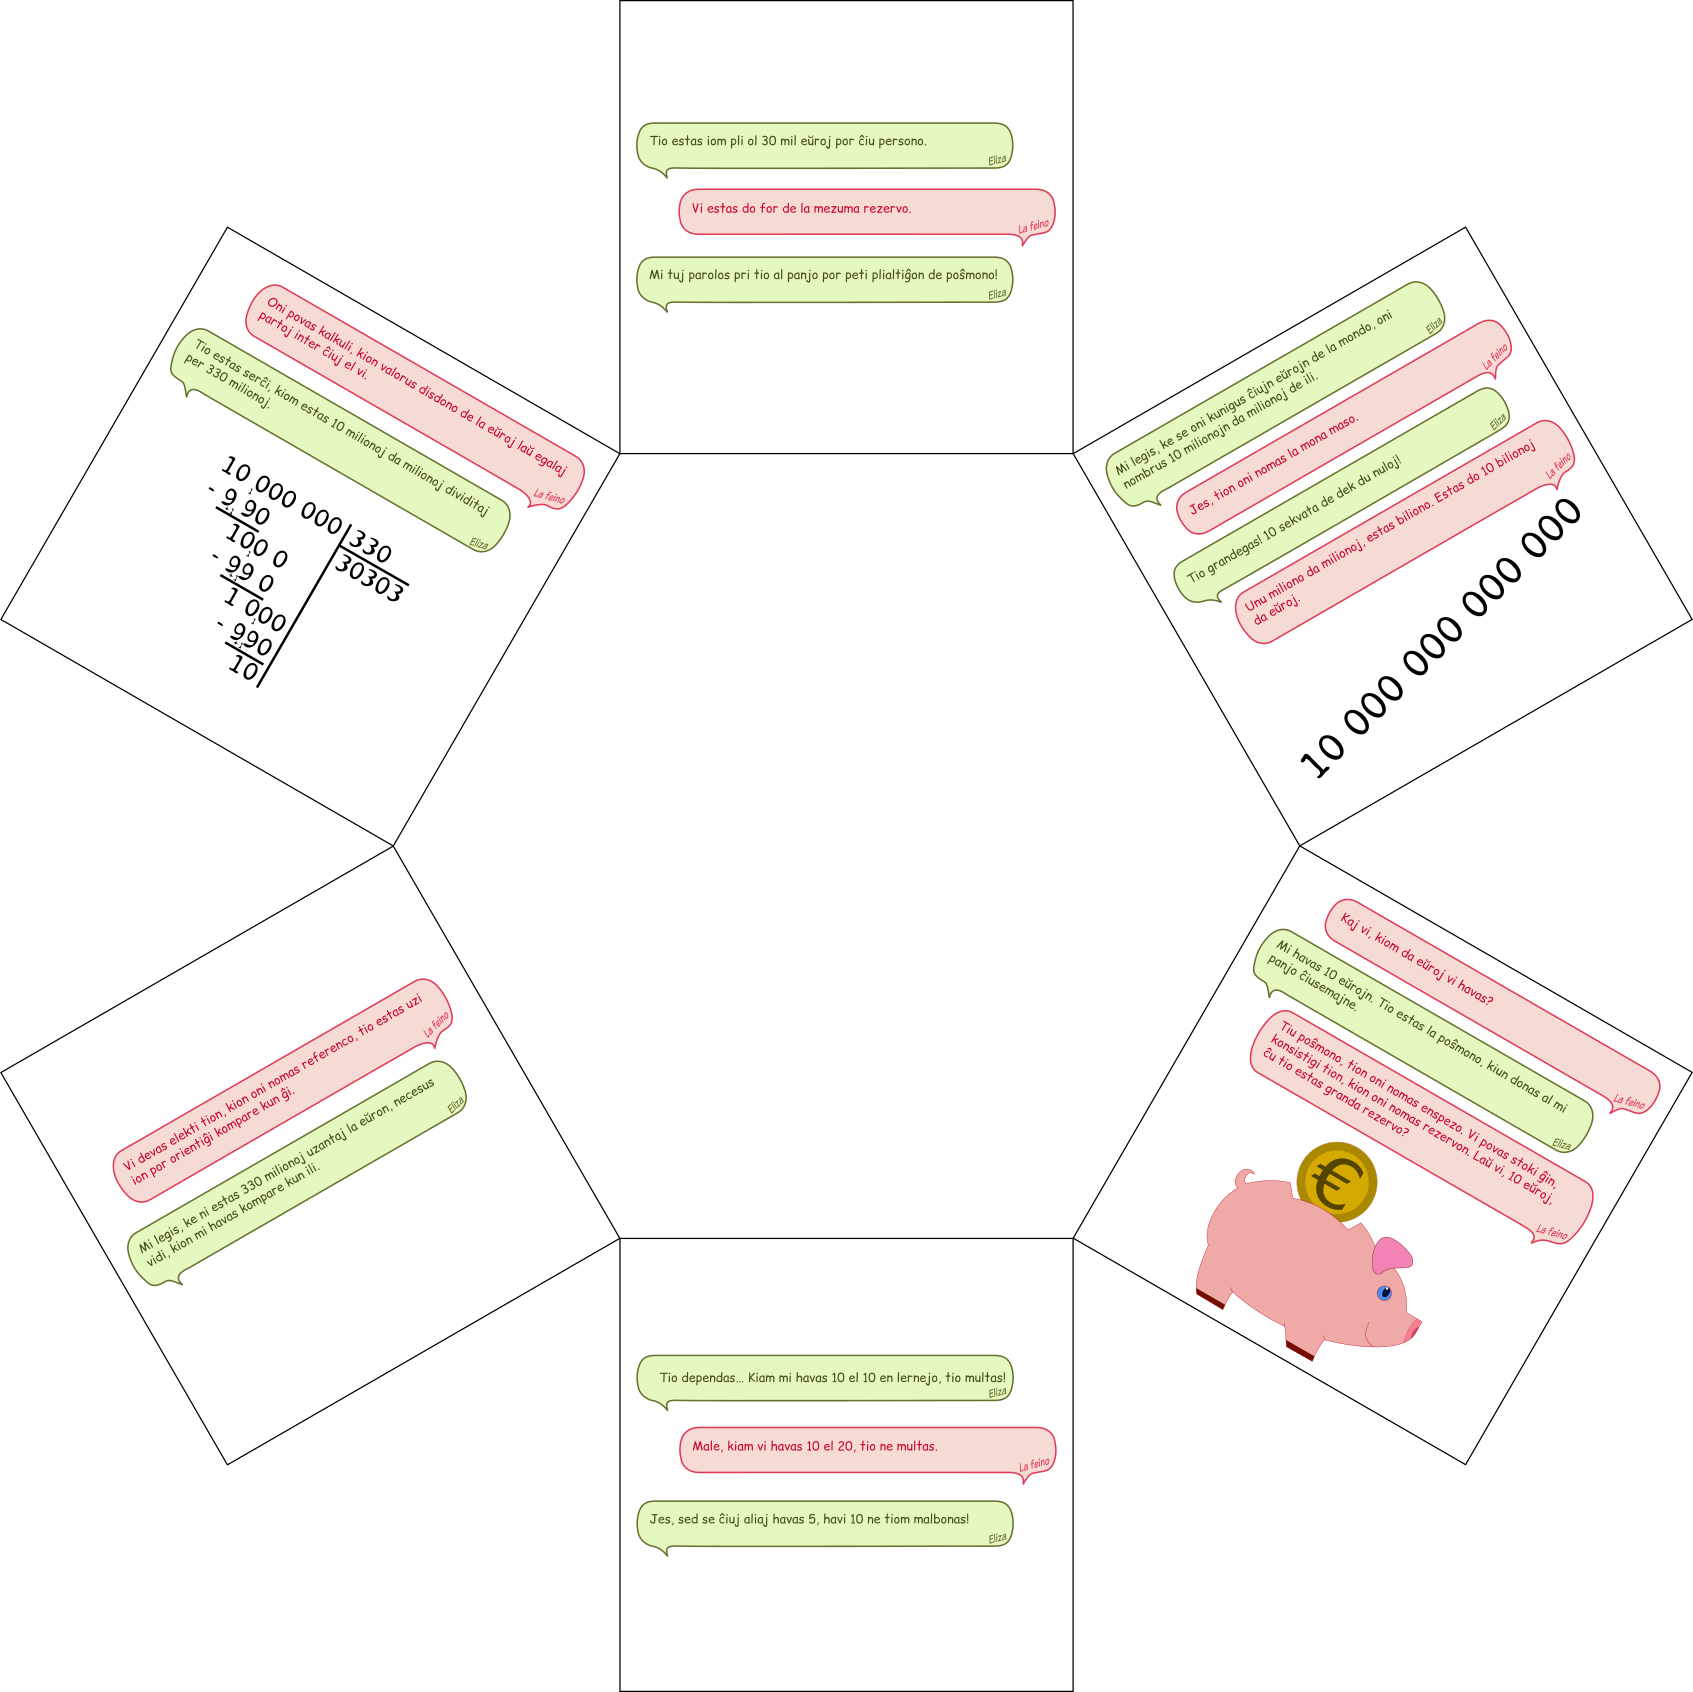 Tio estas iom pli ol 30 mil eŭroj por ĉiu persono.
Eliza
Vi estas do for de la mezuma rezervo.
La feino
Mi tuj parolos pri tio al panjo por peti plialtiĝon de poŝmono!
Eliza
Mi legis, ke se oni kunigus ĉiujn eŭrojn de la mondo, oni
nombrus 10 milionojn da milionoj de ili.
Eliza
Jes, tion oni nomas la mona maso.
La feino
Tio grandegas! 10 sekvata de dek du nuloj!
Eliza
Unu miliono da milionoj, estas biliono. Estas do 10 bilionoj
da eŭroj.
La feino
10 000 000 000 000
Kaj vi, kiom da eŭroj vi havas?
La feino
Mi havas 10 eŭrojn. Tio estas la poŝmono, kiun donas al mi
panjo ĉiusemajne.
Eliza
Tiu poŝmono, tion oni nomas enspezo. Vi povas stoki ĝin,
konsistigi tion, kion oni nomas rezervon. Laŭ vi, 10 eŭroj,
ĉu tio estas granda rezervo?
La feino
€
Tio dependas... Kiam mi havas 10 el 10 en lernejo, tio multas!
Eliza
Male, kiam vi havas 10 el 20, tio ne multas.
La feino
Jes, sed se ĉiuj aliaj havas 5, havi 10 ne tiom malbonas!
Eliza
Vi devas elekti tion, kion oni nomas referenco, tio estas uzi
ion por orientiĝi kompare kun ĝi.
La feino
Mi legis, ke ni estas 330 milionoj uzantaj la eŭron, necesus
vidi, kion mi havas kompare kun ili.
Eliza
Oni povas kalkuli, kion valorus disdono de la eŭroj laŭ egalaj
partoj inter ĉiuj el vi.
La feino
Tio estas serĉi, kiom estas 10 milionoj da milionoj dividitaj
per 330 milionoj.
Eliza
10 000 000 330
- 9 90 30303
100 0
- 99 0
1 000
- 990
10